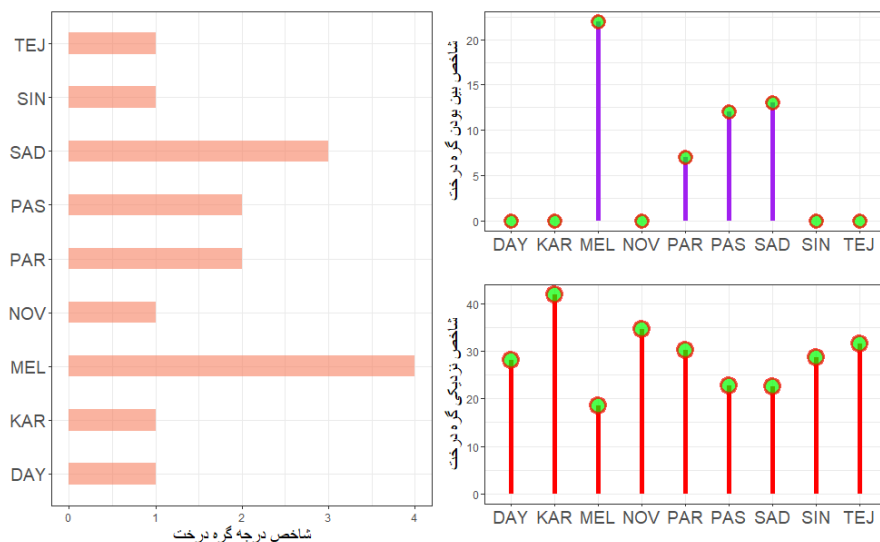 TEJ
SIN
SAD
PAS
PAR
NOV
MEL
KAR
DAY
0 1 2 3 4
شاخص درجه گره درخت
شاخص بین بودن گره درخت
20
15
10
5
0
DAY KAR MEL NOV PAR PAS SAD SIN TEJ
شاخص نزدیکی گره درخت
40
30
20
10
0
DAY KAR MEL NOV PAR PAS SAD SIN TEJ